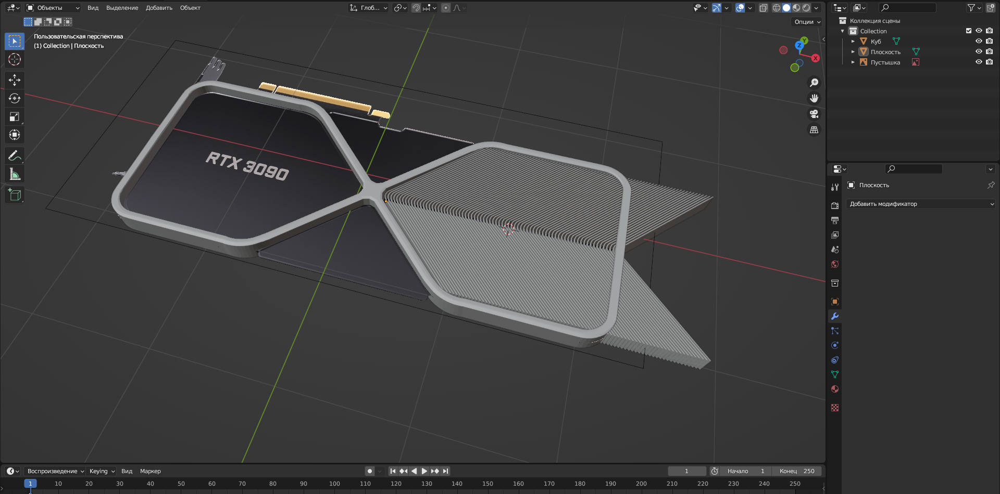 Объекты Вид Выделение Добавить Объект Глоб...
Опции
Пользовательская перспектива
(1) Collection | Плоскость
Y
Z
X
RTX 3090
Коллекция сцены
Collection
Куб
Плоскость
Пустышка
Плоскость
Добавить модификатор
Воспроизведение Keying Вид Маркер 1 Начало 1 Конец 250
1 10 20 30 40 50 60 70 80 90 100 110 120 130 140 150 160 170 180 190 200 210 220 230 240 250